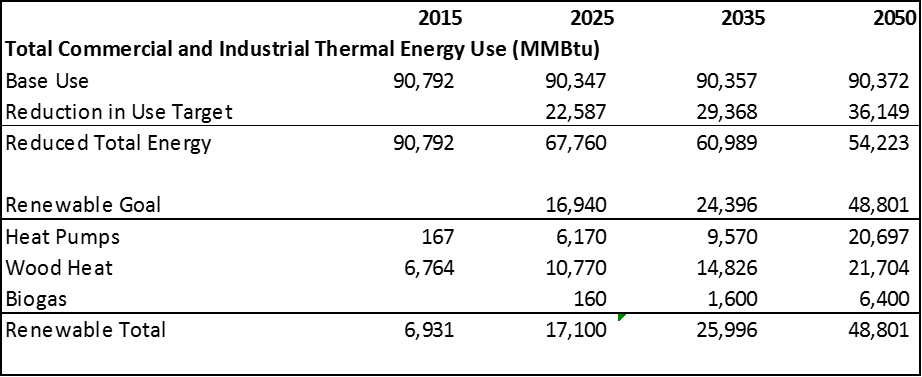 2015 2025 2035 2050
Total Commercial and Industrial Thermal Energy Use (MMBtu)
Base Use 90,792 90,347 90,357 90,372
Reduction in Use Target 22,587 29,368 36,149
Reduced Total Energy 90,792 67,760 60,989 54,223
Renewable Goal 16,940 24,396 48,801
Heat Pumps 167 6,170 9,570 20,697
Wood Heat 6,764 10,770 14,826 21,704
Biogas 160 1,600 6,400
Renewable Total 6,931 17,100 25,996 48,801